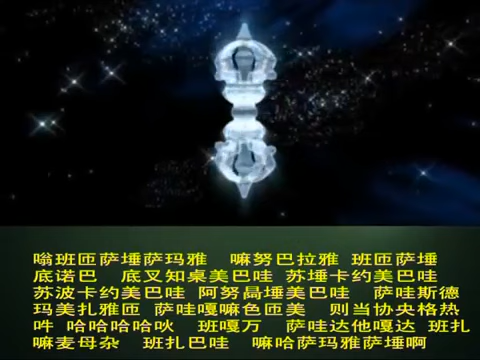 嗡班匝萨埵萨玛雅 嘛努巴拉雅 班匝萨埵
底诺巴 底叉知桌美巴哇 苏埵卡约美巴哇
苏波卡约美巴哇 阿努晸埵美巴哇 萨哇斯德
玛美扎雅匝 萨哇嘎嘛色匝美 则当协央格热
吽 哈哈哈哈吙 班嘎万 萨哇达他嘎达 班扎
嘛麦母杂 班扎巴哇 嘛哈萨玛雅萨埵啊